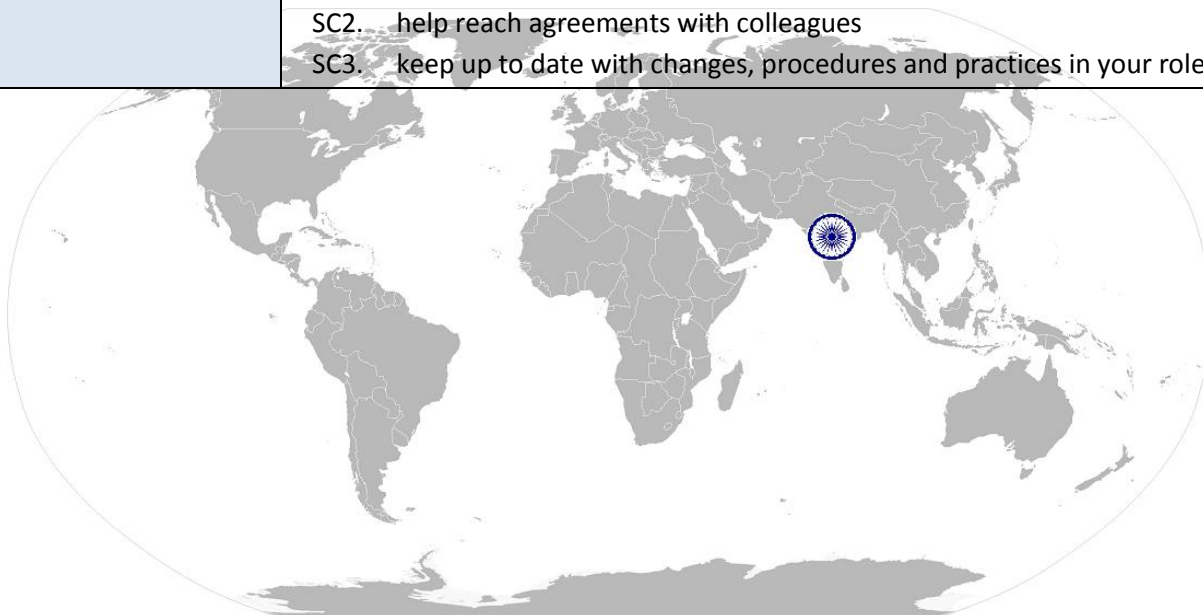 SC2. help reach agreements with colleagues
SC3. keep up to date with changes, procedures and practices in your role